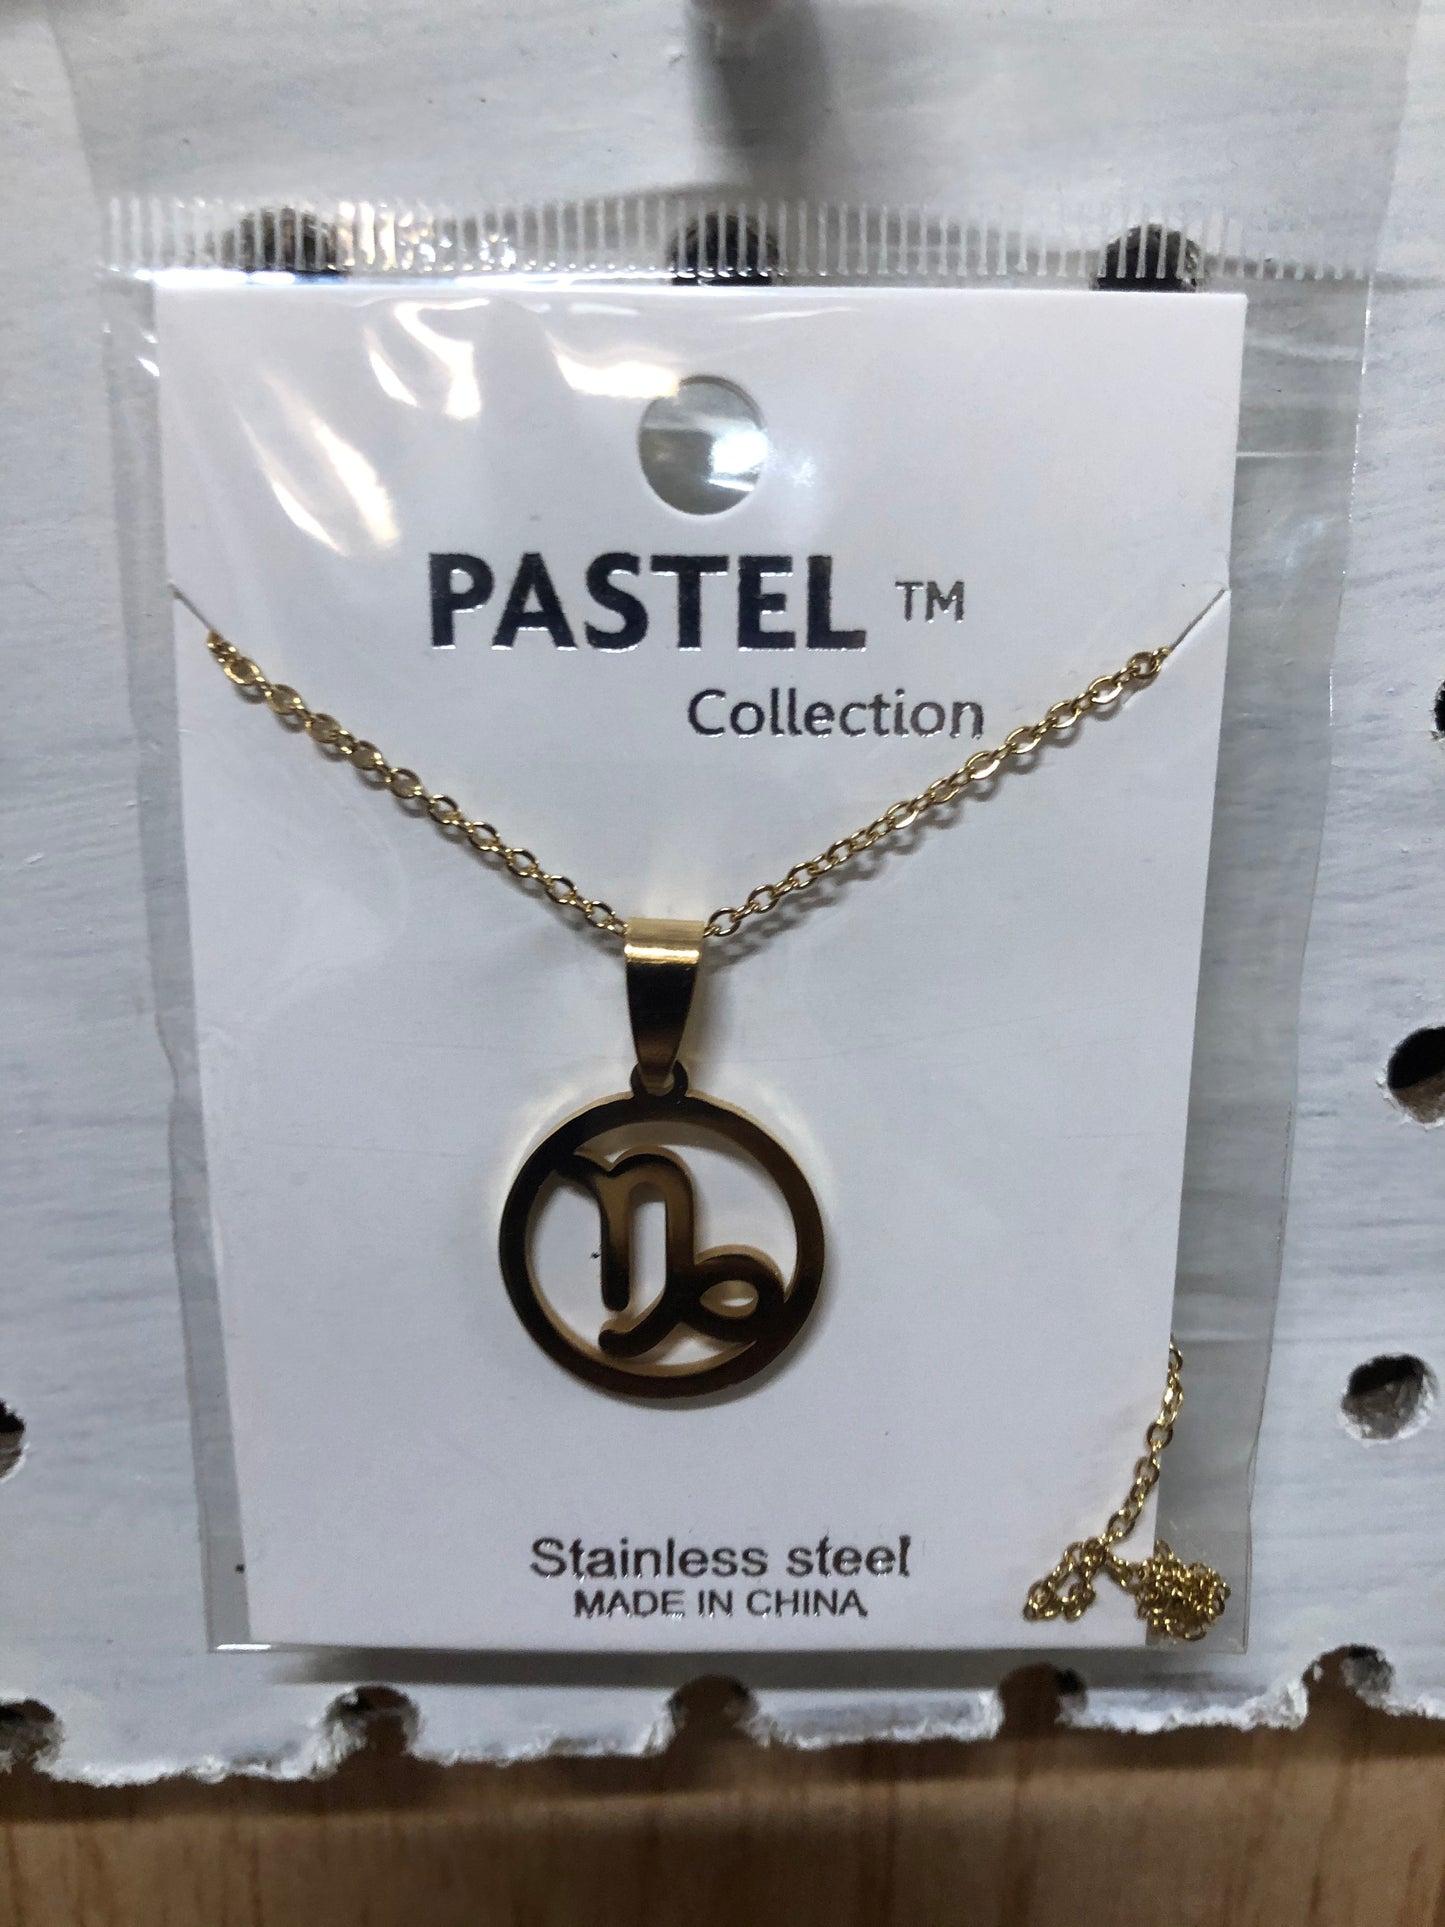 PASTEL ™
Collection
Stainless steel
MADE IN CHINA